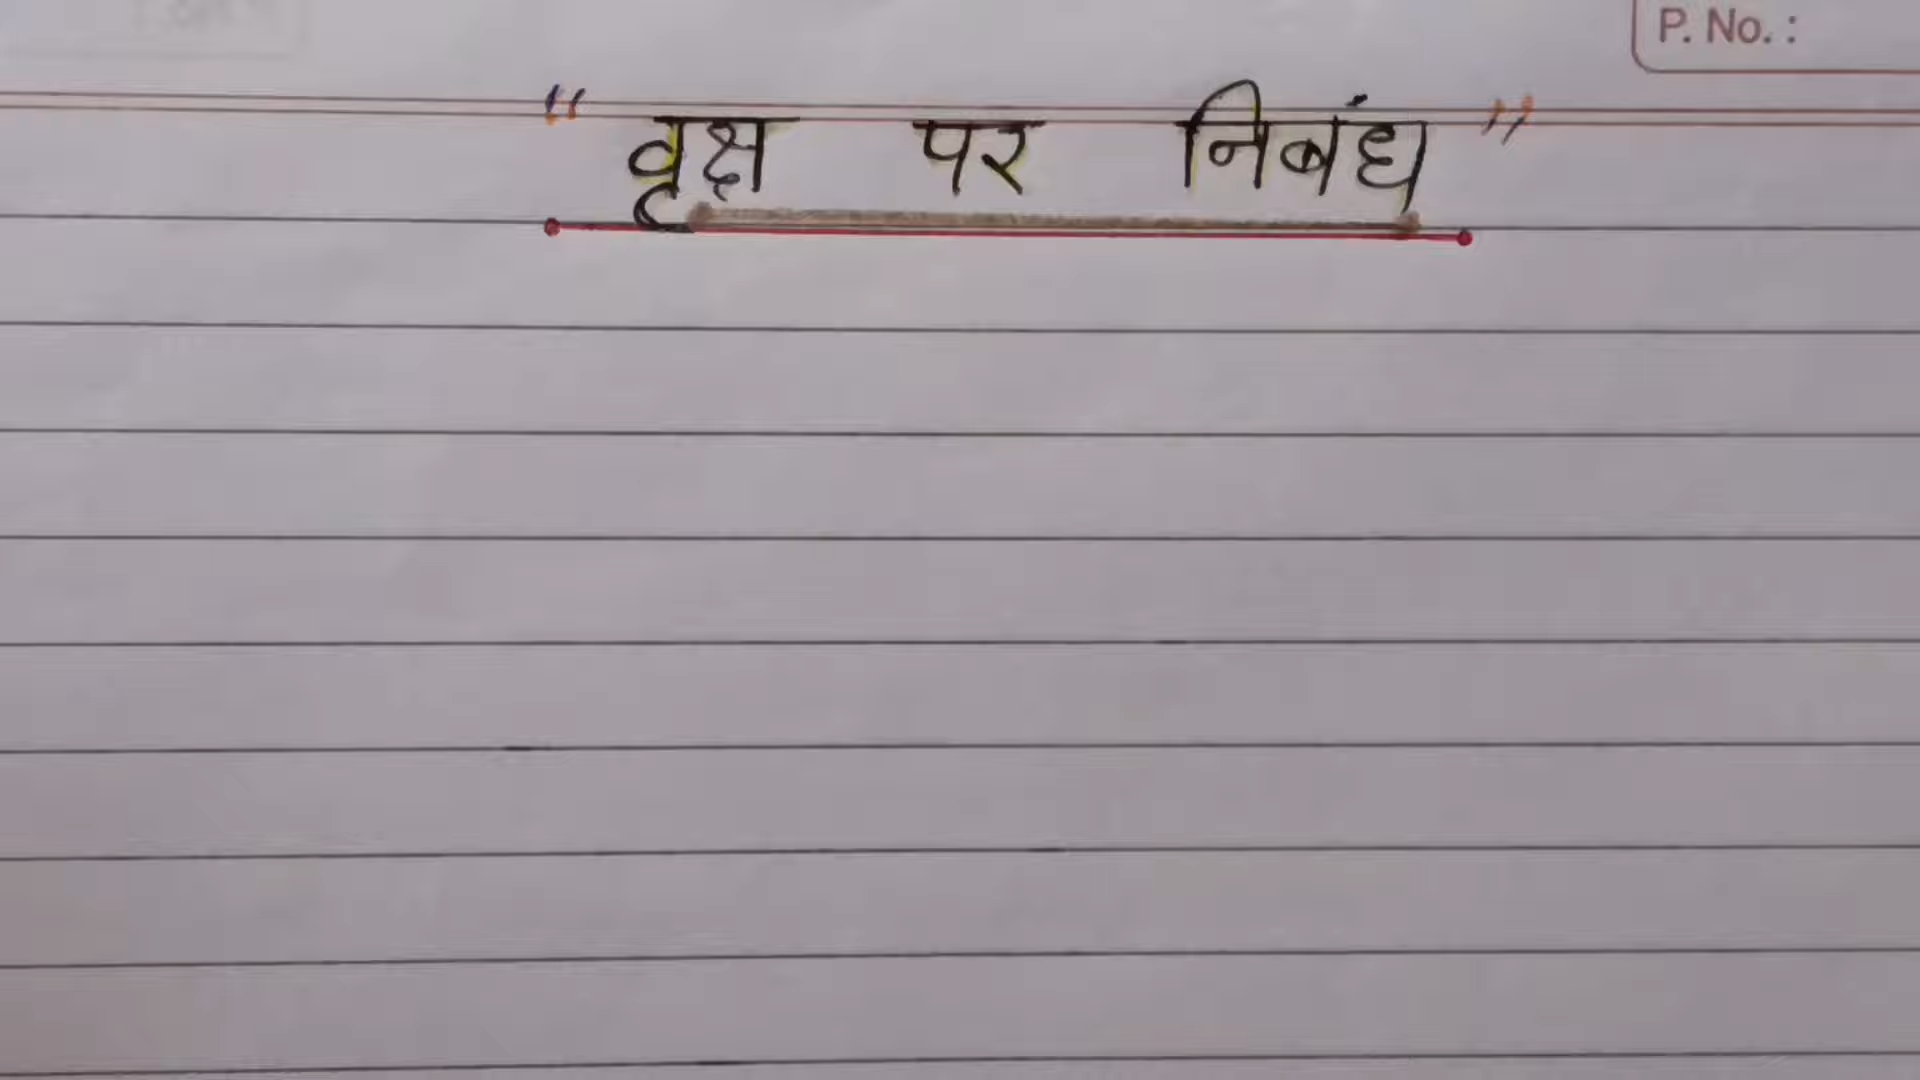 P. No. :
" वृक्ष पर निबंध "